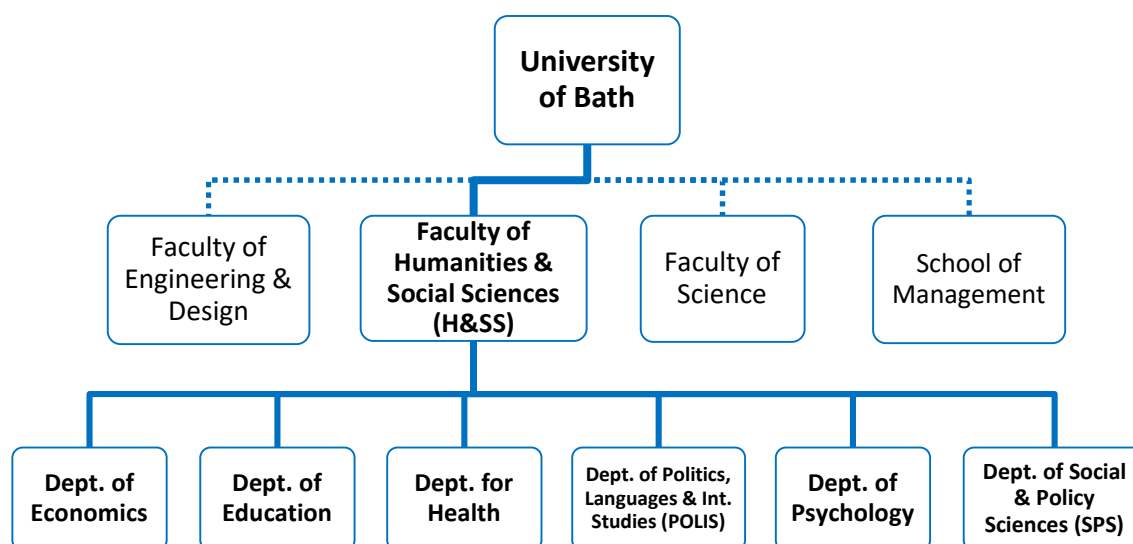 University
of Bath
Faculty of
Engineering &
Design
Faculty of
Humanities &
Social Sciences
(H&SS)
Faculty of
Science
School of
Management
Dept. of
Economics
Dept. of
Education
Dept. for
Health
Dept. of Politics,
Languages & Int.
Studies (POLIS)
Dept. of
Psychology
Dept. of Social
& Policy
Sciences (SPS)